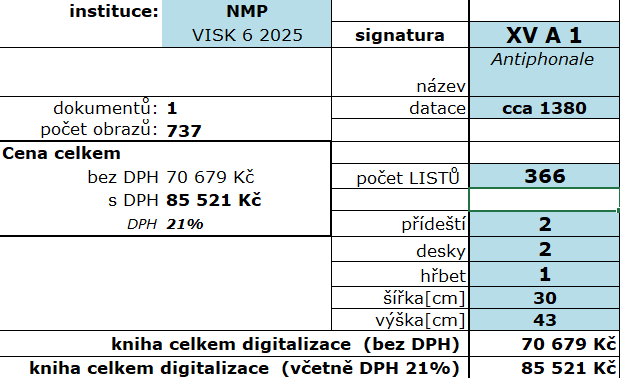 instituce: NMP
VISK 6 2025 signatura XV A 1
Antiphonale
název
dokumentů: 1 datace cca 1380
počet obrazů: 737
Cena celkem
bez DPH 70 679 Kč počet LISTŮ 366
s DPH 85 521 Kč
DPH 21% přídeští 2
desky 2
hřbet 1
šířka[cm] 30
výška[cm] 43
kniha celkem digitalizace (bez DPH) 70 679 Kč
kniha celkem digitalizace (včetně DPH 21%) 85 521 Kč